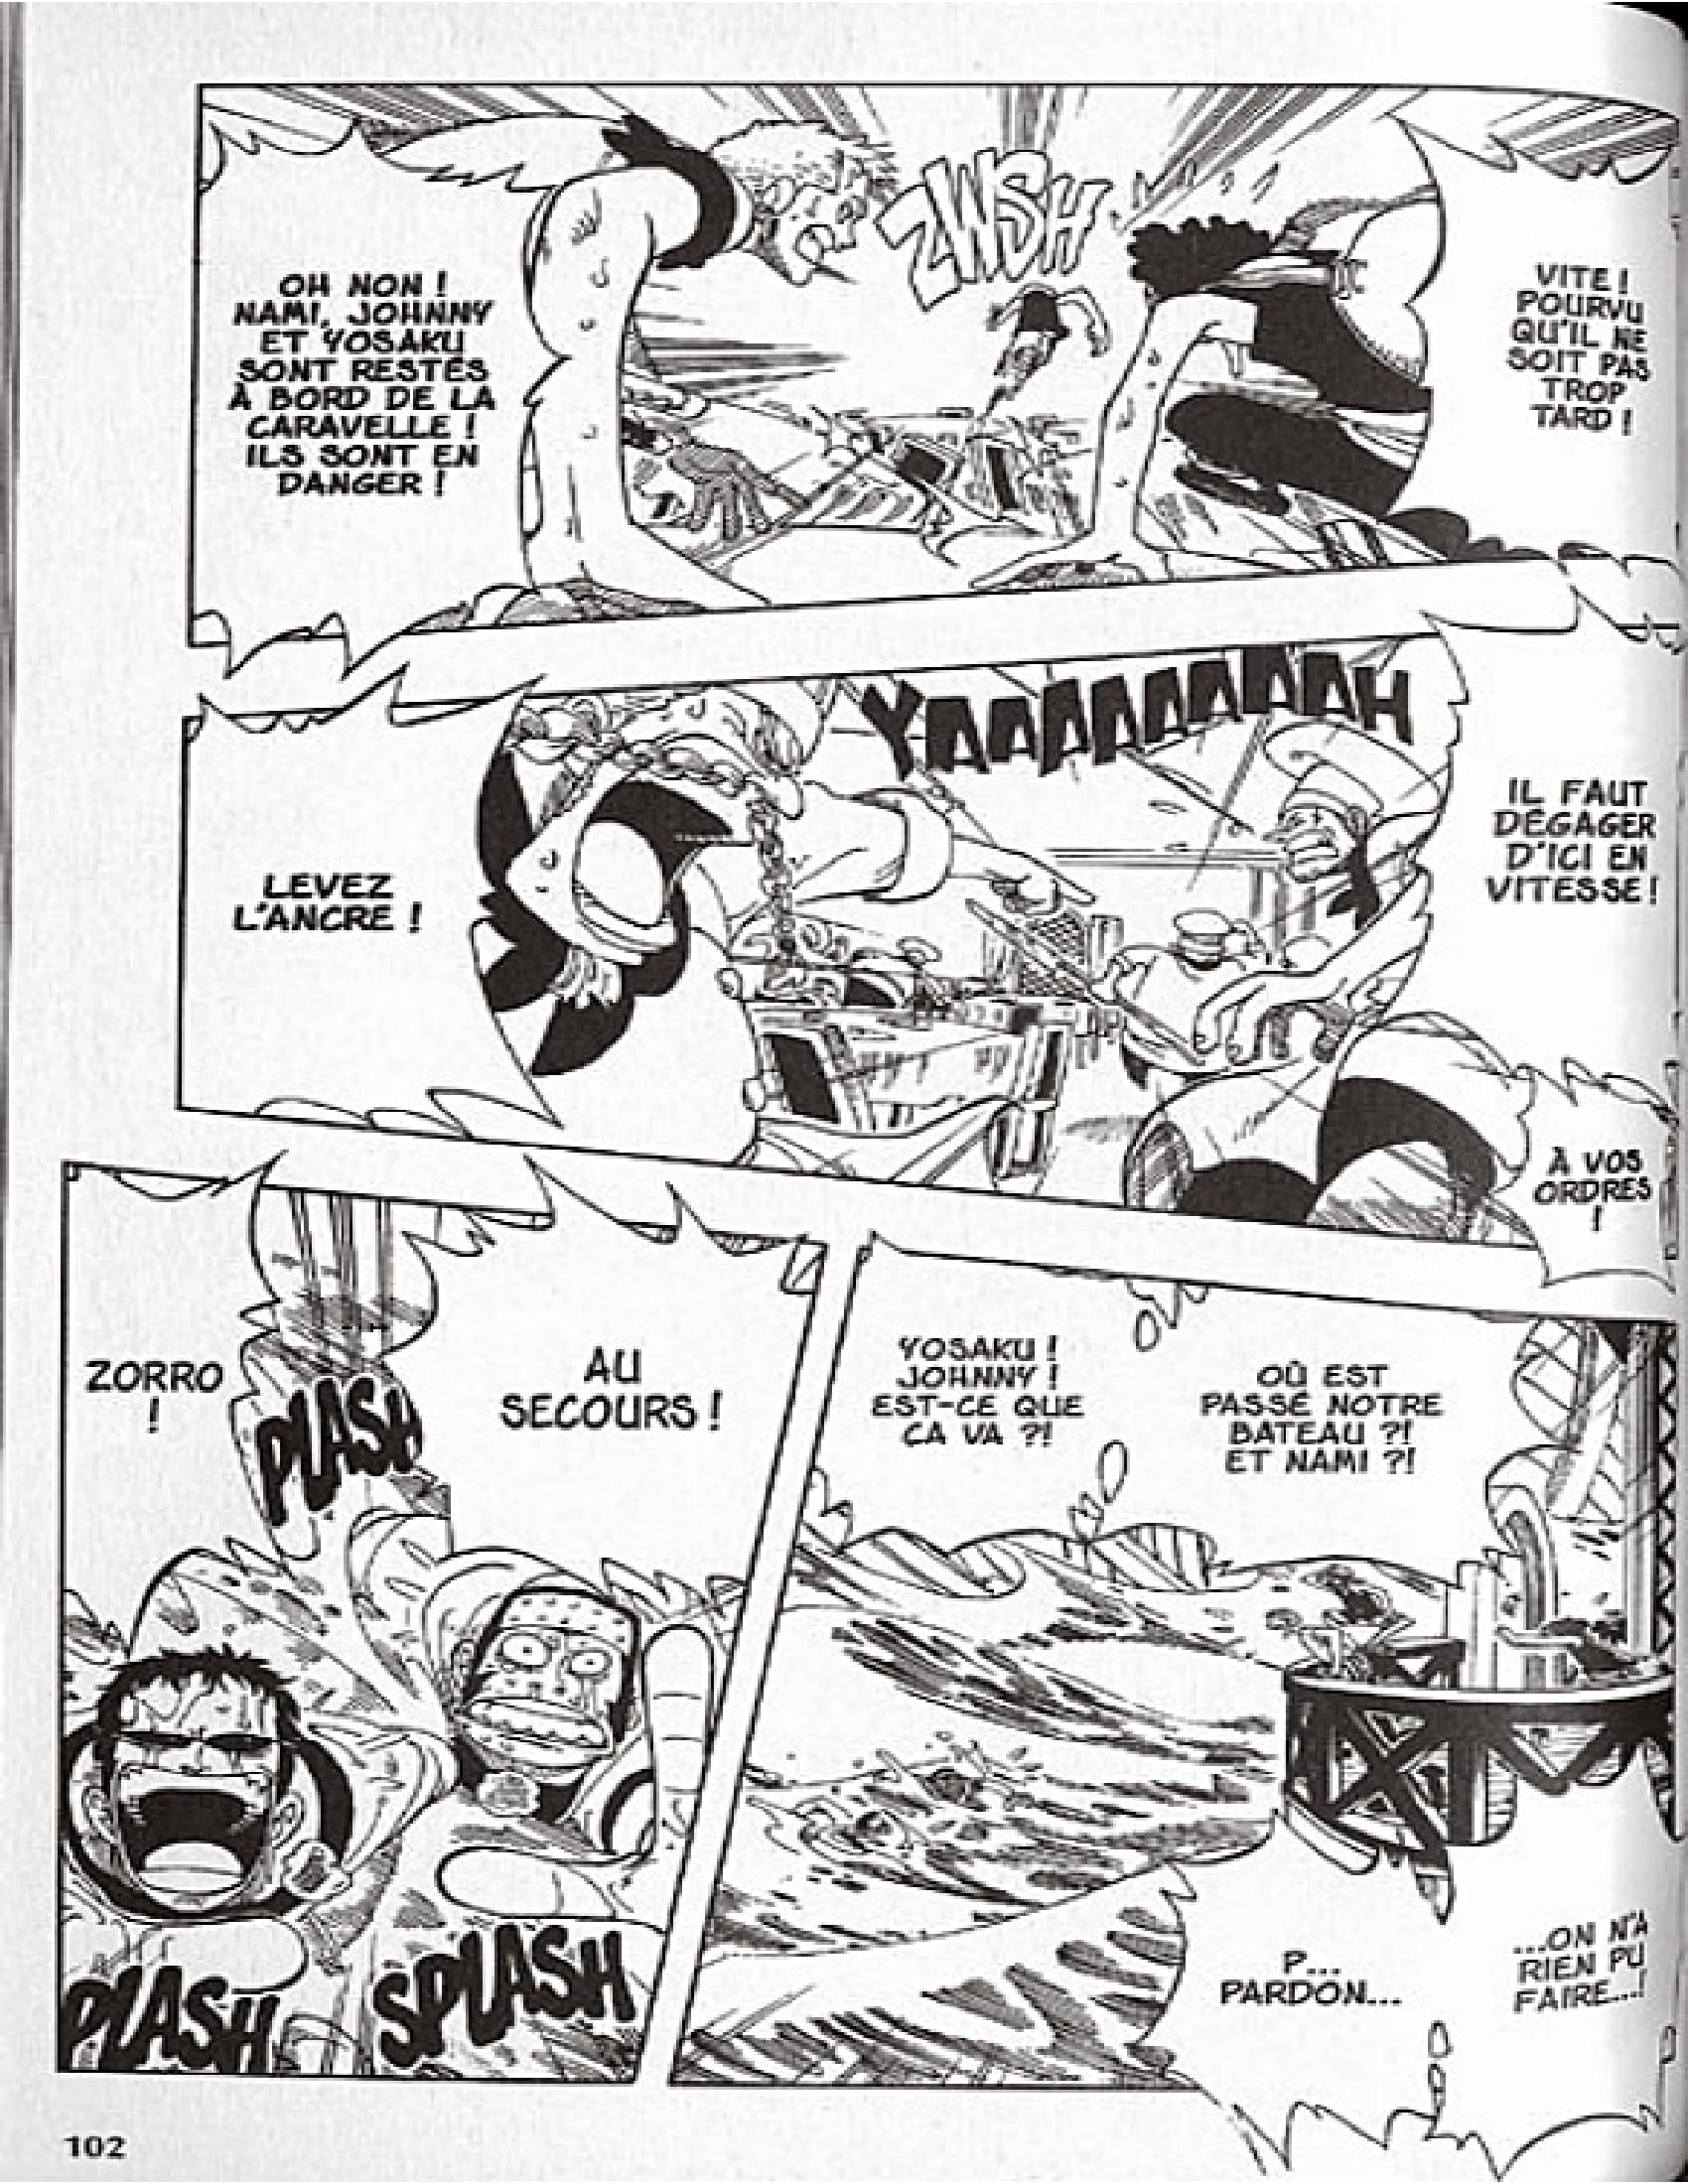 VITE !
POURVU
QU'IL NE
SOIT PAS
TROP
TARD !
ZWSH
OH NON !
NAMI, JOHNNY
ET YOSAKU
SONT RESTÉS
À BORD DE LA
CARAVELLE !
ILS SONT EN
DANGER !
IL FAUT
DÉGAGER
D'ICI EN
VITESSE !
YAAAAAAAAAH
LEVEZ
L'ANCRE !
À VOS
ORDRES
!
OÛ EST
PASSÉ NOTRE
BATEAU ?!
ET NAMI ?!
YOSAKU !
JOHNNY !
EST-CE QUE
ÇA VA ?!
...ON N'A
RIEN PU
FAIRE...!
P...
PARDON...
AU
SECOURS !
ZORRO
!
PLASH
SPLASH
PLASH
102